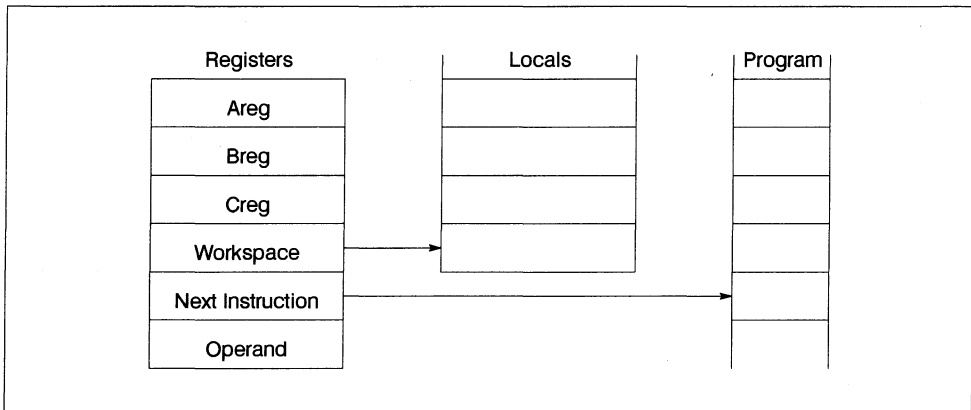 Registers
Locals
Program
Areg
Breg
Creg
Workspace
Next Instruction
Operand